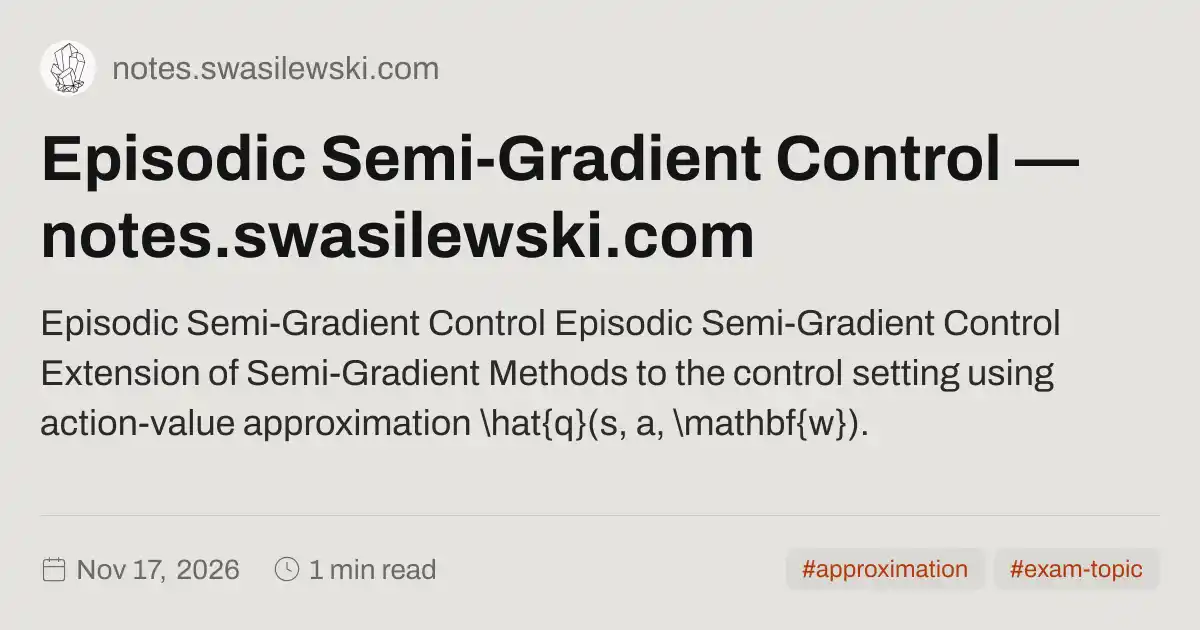 notes.swasilewski.com
Episodic Semi-Gradient Control —
notes.swasilewski.com
Episodic Semi-Gradient Control Episodic Semi-Gradient Control
Extension of Semi-Gradient Methods to the control setting using
action-value approximation \hat{q}(s, a, \mathbf{w}).
Nov 17, 2026 1 min read #approximation #exam-topic